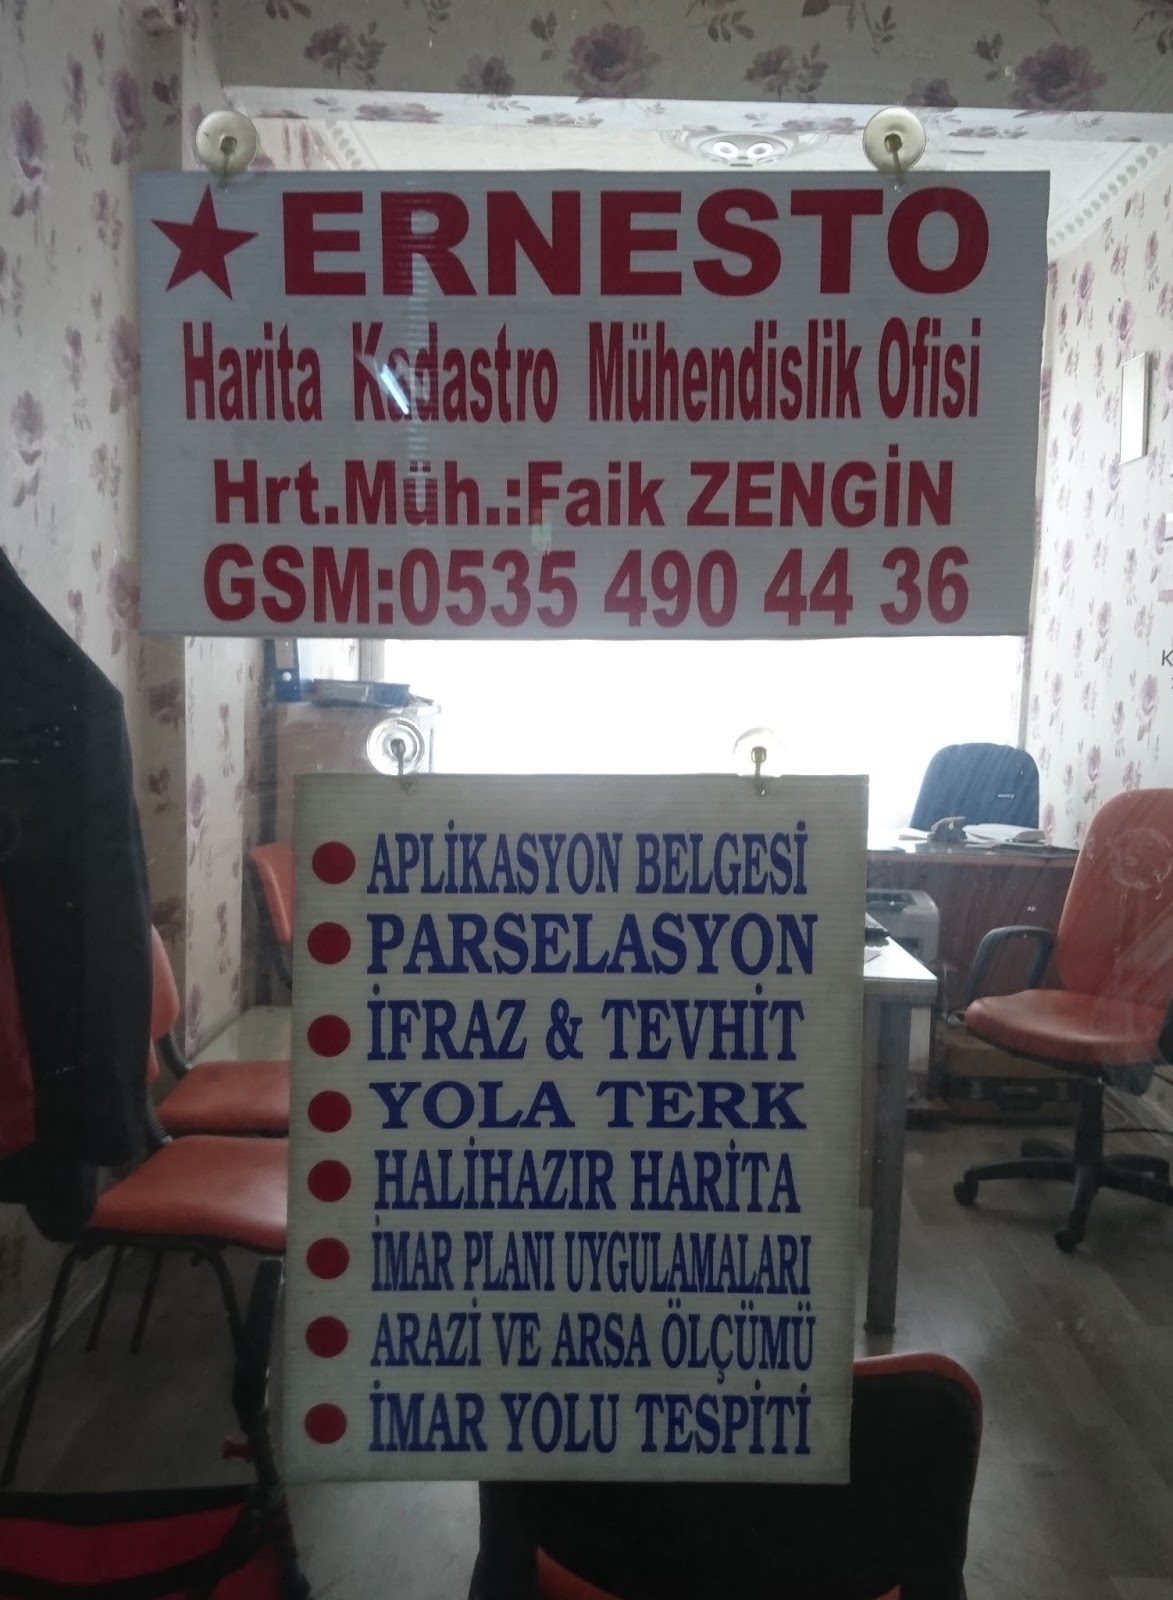 ★ ERNESTO
Harita Kadastro Mühendislik Ofisi
Hrt.Müh.:Faik ZENGİN
GSM:0535 490 44 36
● APLİKASYON BELGESİ
● PARSELASYON
● İFRAZ & TEVHİT
● YOLA TERK
● HALİHAZIR HARİTA
● İMAR PLANI UYGULAMALARI
● ARAZİ VE ARSA ÖLÇÜMÜ
● İMAR YOLU TESPİTİ